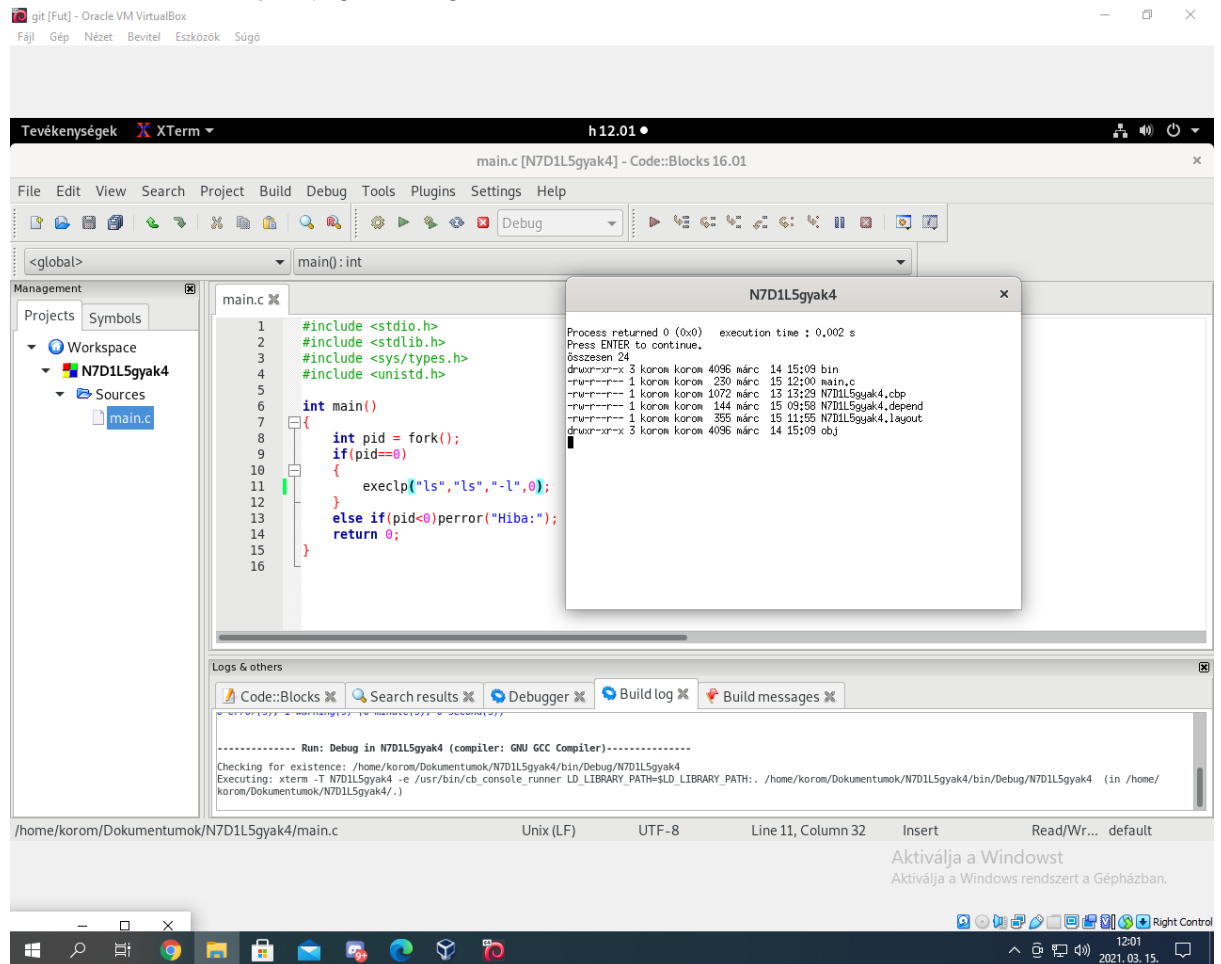 git [Fut] - Oracle VM VirtualBox
Fájl Gép Nézet Bevitel Eszközök Súgó
Tevékenységek XTerm h 12.01
main.c [N7D1L5gyak4] - Code::Blocks 16.01
File Edit View Search Project Build Debug Tools Plugins Settings Help
Debug
<global> main() : int
Management
Projects Symbols
Workspace
N7D1L5gyak4
Sources
main.c
main.c
1 #include <stdio.h>
2 #include <stdlib.h>
3 #include <sys/types.h>
4 #include <unistd.h>
5
6 int main()
7 {
8 int pid = fork();
9 if(pid==0)
10 {
11 execlp("ls","ls","-l",0);
12 }
13 else if(pid<0)perror("Hiba:");
14 return 0;
15 }
16
N7D1L5gyak4
Process returned 0 (0x0) execution time : 0.002 s
Press ENTER to continue.
összesen 24
drwxr-xr-x 3 korom korom 4096 márc 14 15:09 bin
-rw-r--r-- 1 korom korom 230 márc 15 12:00 main.c
-rw-r--r-- 1 korom korom 1072 márc 13 13:29 N7D1L5gyak4.cbp
-rw-r--r-- 1 korom korom 144 márc 15 09:58 N7D1L5gyak4.depend
-rw-r--r-- 1 korom korom 355 márc 15 11:55 N7D1L5gyak4.layout
drwxr-xr-x 3 korom korom 4096 márc 14 15:09 obj
Logs & others
Code::Blocks Search results Debugger Build log Build messages
-------------- Run: Debug in N7D1L5gyak4 (compiler: GNU GCC Compiler)---------------
Checking for existence: /home/korom/Dokumentumok/N7D1L5gyak4/bin/Debug/N7D1L5gyak4
Executing: xterm -T N7D1L5gyak4 -e /usr/bin/cb_console_runner LD_LIBRARY_PATH=$LD_LIBRARY_PATH:. /home/korom/Dokumentumok/N7D1L5gyak4/bin/Debug/N7D1L5gyak4 (in /home/
korom/Dokumentumok/N7D1L5gyak4/.)
/home/korom/Dokumentumok/N7D1L5gyak4/main.c Unix (LF) UTF-8 Line 11, Column 32 Insert Read/Wr... default
Aktiválja a Windowst
Aktiválja a Windows rendszert a Gépházban.
Right Control
12:01
2021. 03. 15.